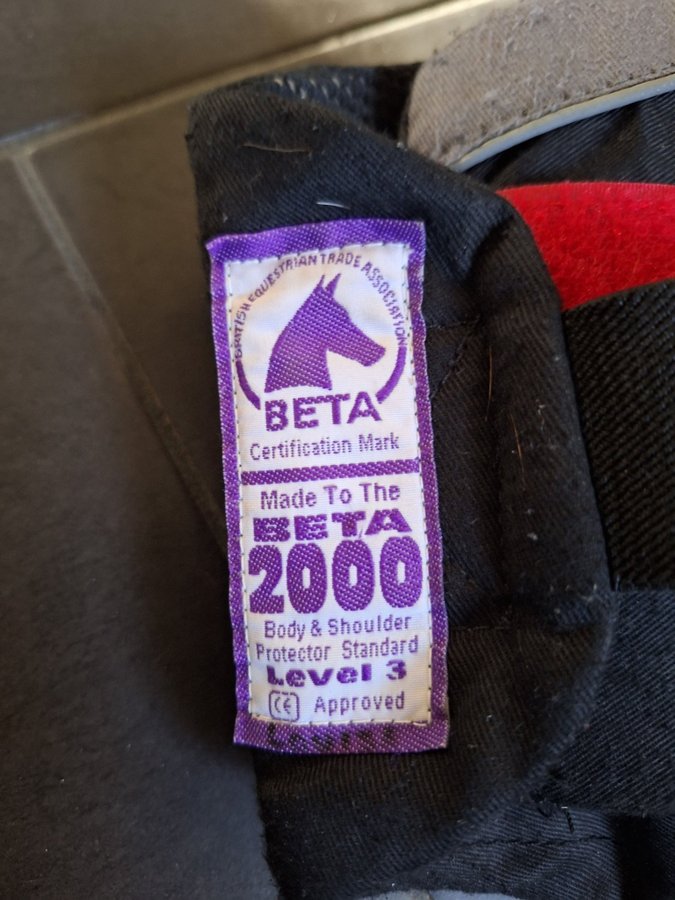 BRITISH EQUESTRIAN TRADE ASSOCIATION
BETA
Certification Mark
Made To The
BETA
2000
Body & Shoulder
Protector Standard
Level 3
CE Approved